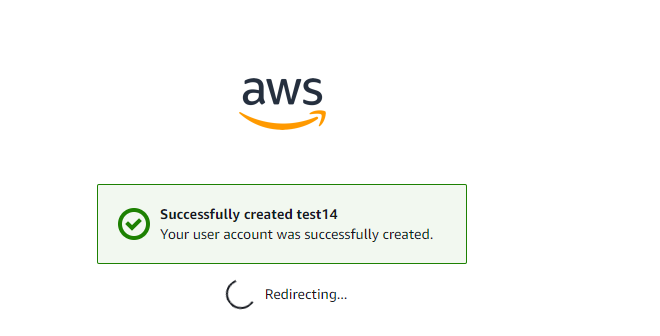 aws
Successfully created test14
Your user account was successfully created.
Redirecting...